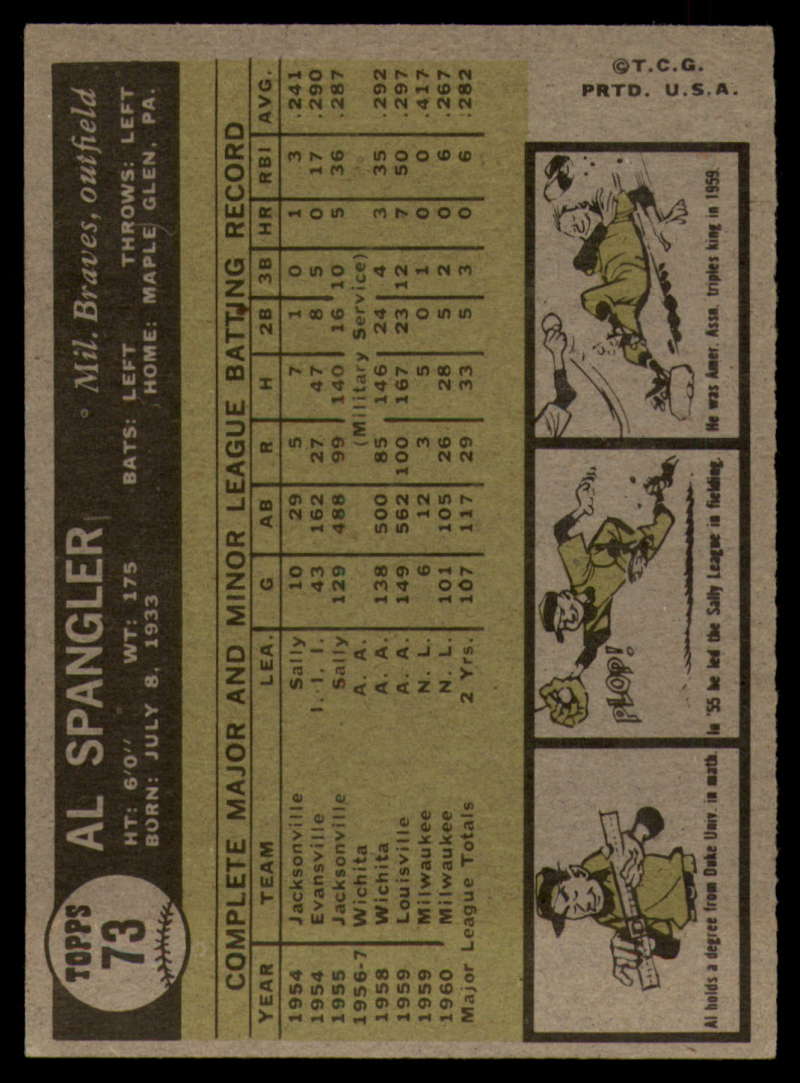 TOPPS
73
AL SPANGLER
Mil. Braves, outfield
HT: 6'0" WT: 175 BATS: LEFT THROWS: LEFT
BORN: JULY 8, 1933 HOME: MAPLE GLEN, PA.
COMPLETE MAJOR AND MINOR LEAGUE BATTING RECORD
YEAR TEAM LEA. G AB R H 2B 3B HR RBI AVG.
1954 Jacksonville Sally 10 29 5 7 1 0 1 3 .241
1954 Evansville I. I. I. 43 162 27 47 8 5 0 17 .290
1955 Jacksonville Sally 129 488 99 140 16 10 5 36 .287
1956-7 Wichita A. A. (Military Service)
1958 Wichita A. A. 138 500 85 146 24 4 3 35 .292
1959 Louisville A. A. 149 562 100 167 23 12 7 50 .297
1959 Milwaukee N. L. 6 12 3 5 0 1 0 0 .417
1960 Milwaukee N. L. 101 105 26 28 5 2 0 6 .267
Major League Totals 2 Yrs. 107 117 29 33 5 3 0 6 .282
Al holds a degree from Duke Univ. in math.
PLOP!
In '55 he led the Sally League in fielding.
He was Amer. Assn. triples king in 1959.
©T.C.G.
PRTD. U.S.A.